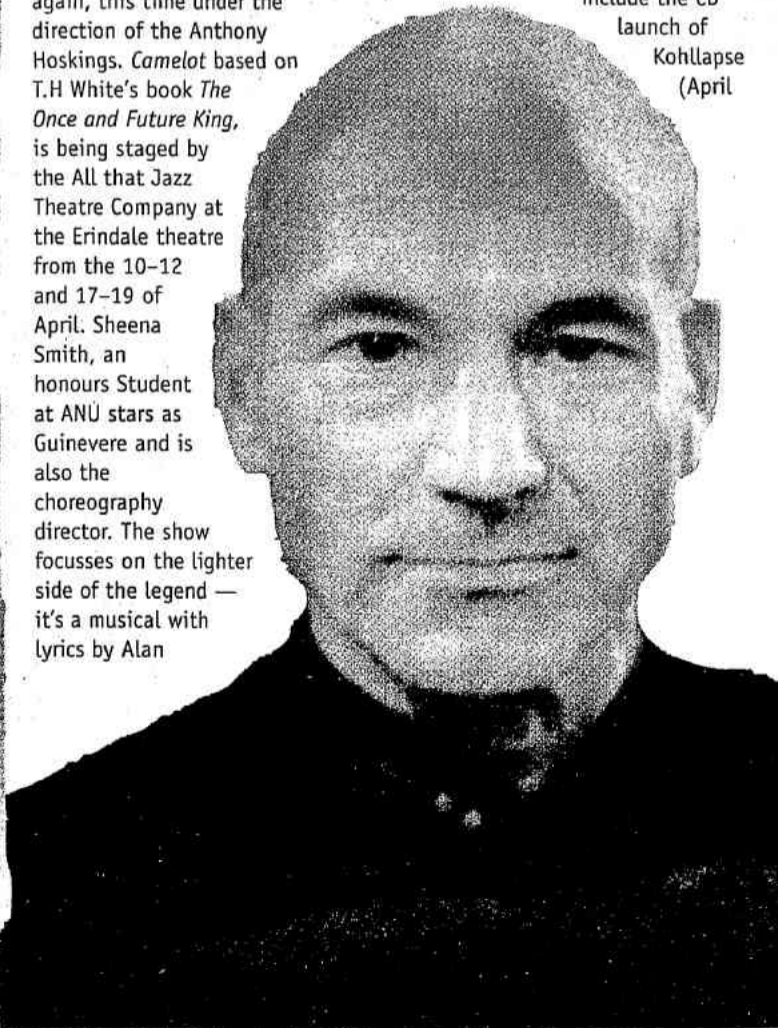 again, this time under the
direction of the Anthony
Hoskings. Camelot based on
T.H White's book The
Once and Future King,
is being staged by
the All that Jazz
Theatre Company at
the Erindale theatre
from the 10–12
and 17–19 of
April. Sheena
Smith, an
honours Student
at ANU stars as
Guinevere and is
also the
choreography
director. The show
focusses on the lighter
side of the legend —
it's a musical with
lyrics by Alan
include the CD
launch of
Kohllapse
(April